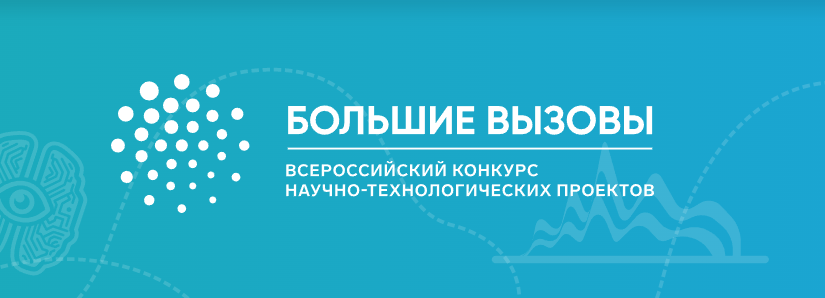 БОЛЬШИЕ ВЫЗОВЫ
ВСЕРОССИЙСКИЙ КОНКУРС
НАУЧНО-ТЕХНОЛОГИЧЕСКИХ ПРОЕКТОВ